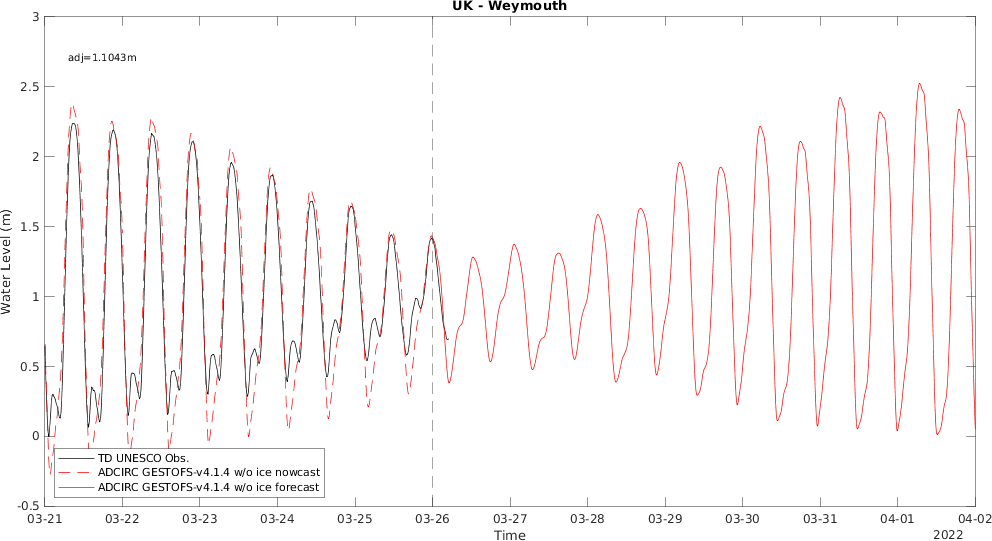 UK - Weymouth
adj=1.1043m
Water Level (m)
3
2.5
2
1.5
1
0.5
0
-0.5
TD UNESCO Obs.
ADCIRC GESTOFS-v4.1.4 w/o ice nowcast
ADCIRC GESTOFS-v4.1.4 w/o ice forecast
03-21 03-22 03-23 03-24 03-25 03-26 03-27 03-28 03-29 03-30 03-31 04-01 04-02
Time
2022